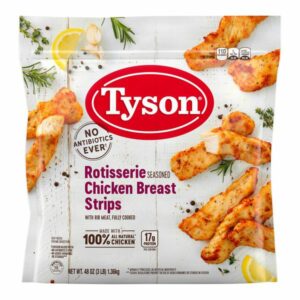 Tyson®
NO
ANTIBIOTICS
EVER*
Rotisserie SEASONED
Chicken Breast
Strips
WITH RIB MEAT, FULLY COOKED
MADE WITH
100% ALL NATURAL*
CHICKEN
17g
PROTEIN
NET WT. 48 OZ (3 LB) 1.36kg